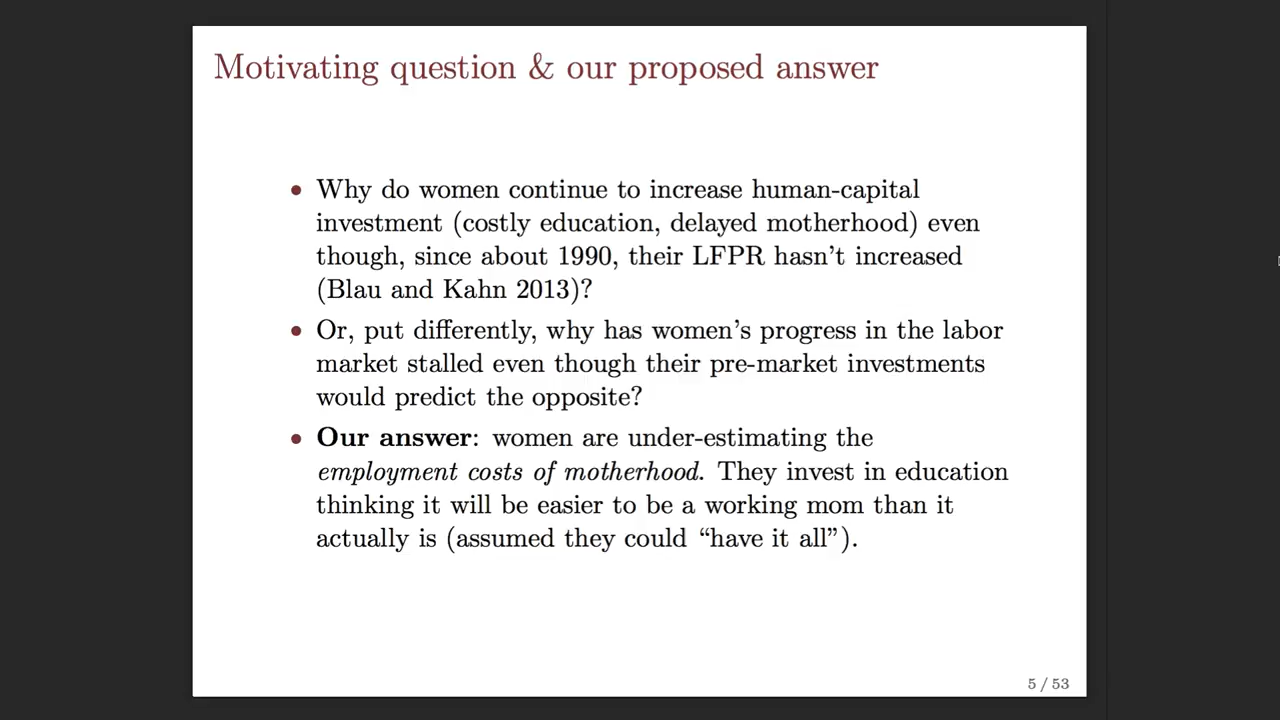 Motivating question & our proposed answer
• Why do women continue to increase human-capital
investment (costly education, delayed motherhood) even
though, since about 1990, their LFPR hasn’t increased
(Blau and Kahn 2013)?
• Or, put differently, why has women’s progress in the labor
market stalled even though their pre-market investments
would predict the opposite?
• Our answer: women are under-estimating the
employment costs of motherhood. They invest in education
thinking it will be easier to be a working mom than it
actually is (assumed they could “have it all”).
5 / 53